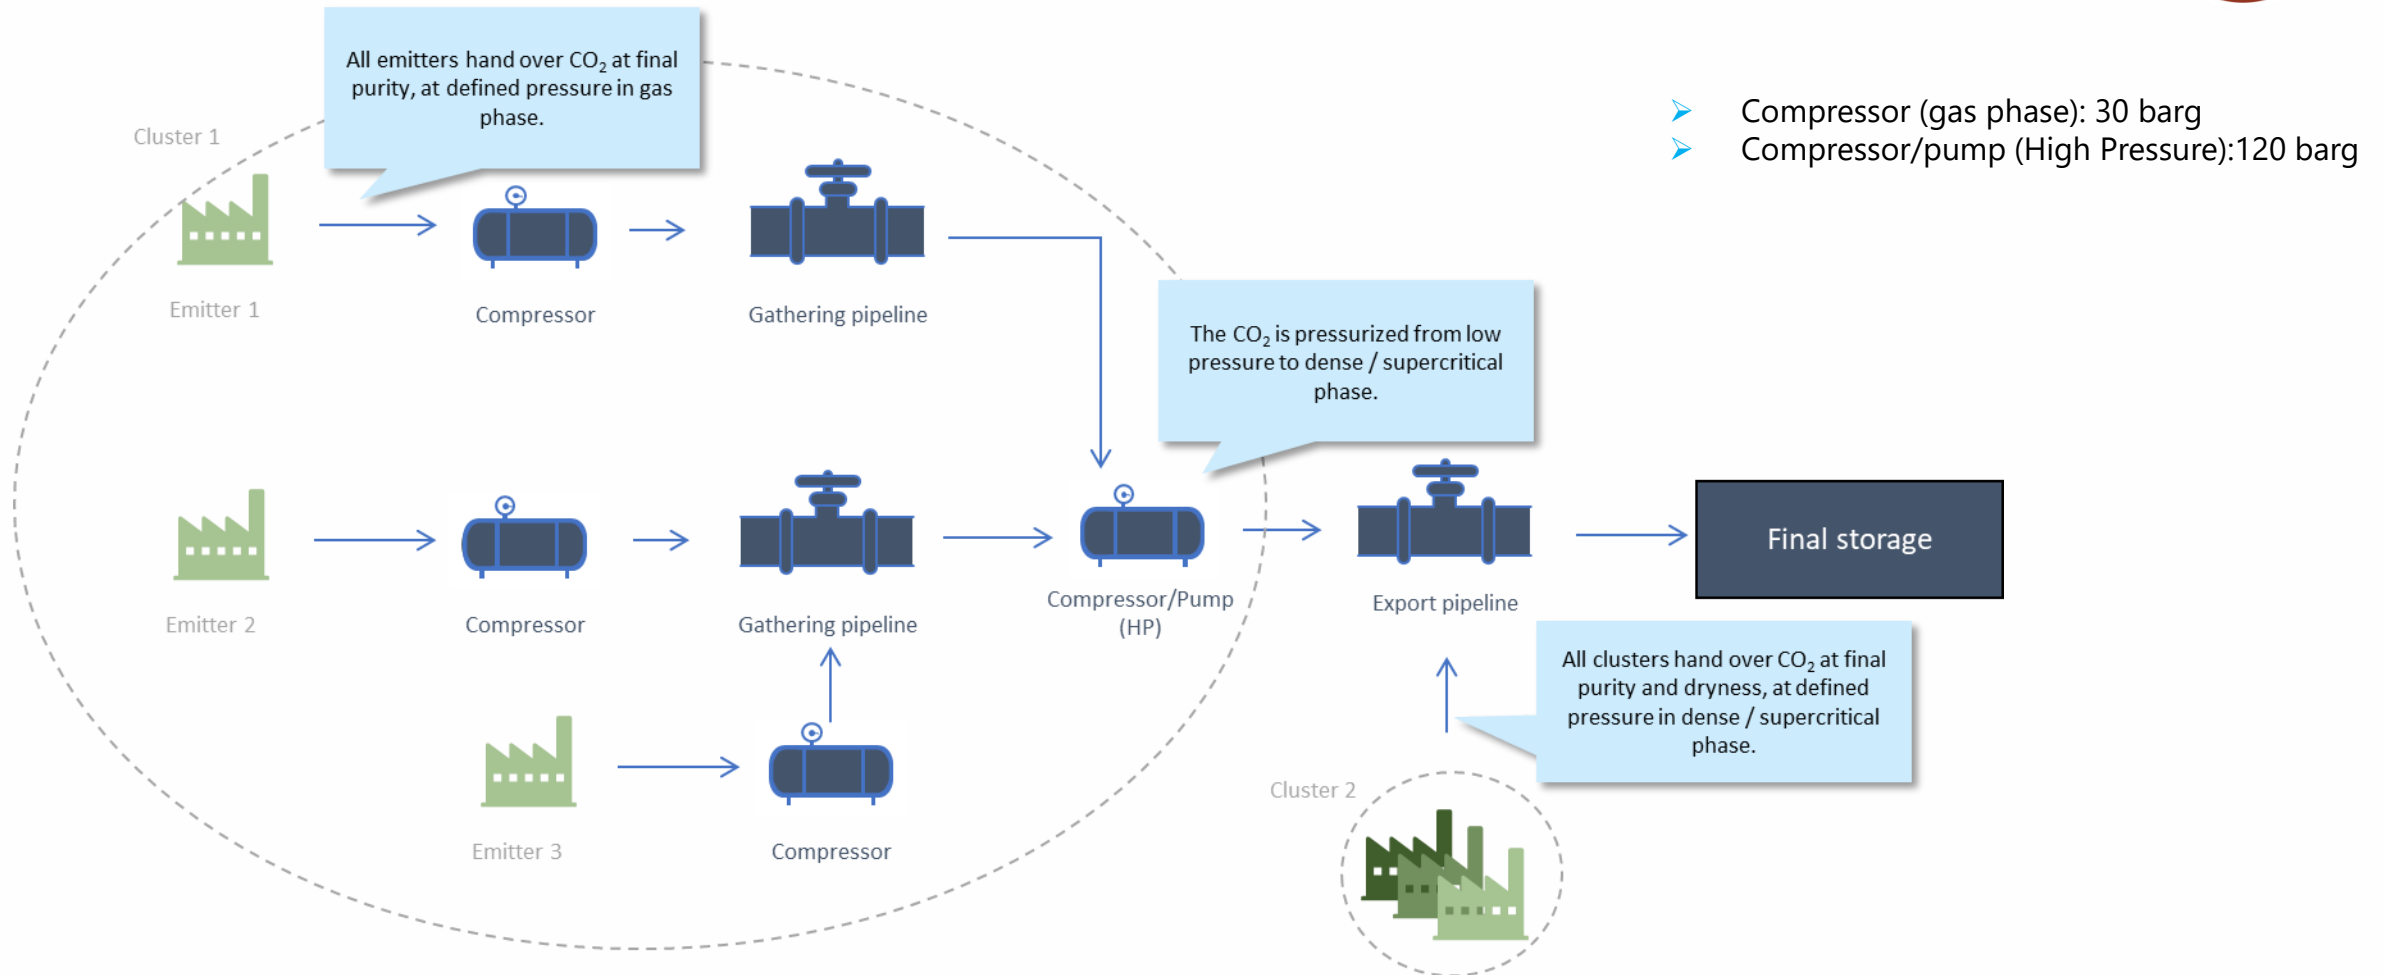 All emitters hand over CO₂ at final
purity, at defined pressure in gas
phase.
Cluster 1
➢ Compressor (gas phase): 30 barg
➢ Compressor/pump (High Pressure):120 barg
Emitter 1
Compressor
Gathering pipeline
The CO₂ is pressurized from low
pressure to dense / supercritical
phase.
Final storage
Emitter 2
Compressor
Gathering pipeline
Compressor/Pump
(HP)
Export pipeline
All clusters hand over CO₂ at final
purity and dryness, at defined
pressure in dense / supercritical
phase.
Emitter 3
Compressor
Cluster 2